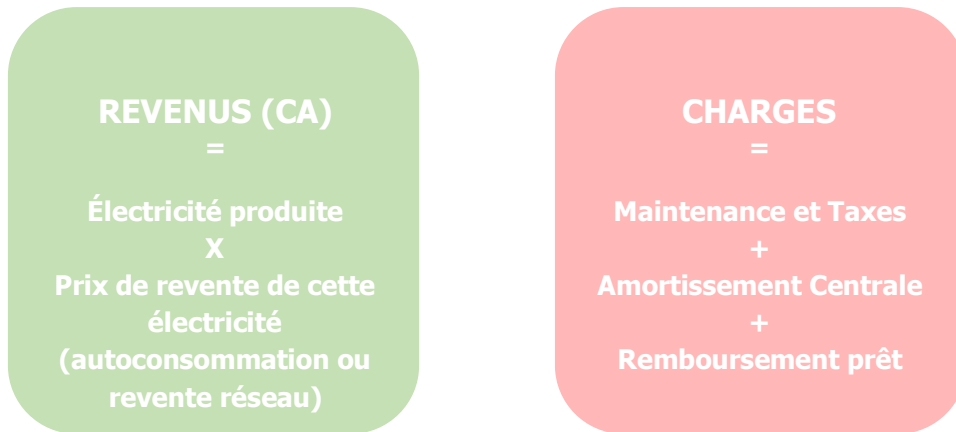 REVENUS (CA)
=
Électricité produite
X
Prix de revente de cette
électricité
(autoconsommation ou
revente réseau)
CHARGES
=
Maintenance et Taxes
+
Amortissement Centrale
+
Remboursement prêt